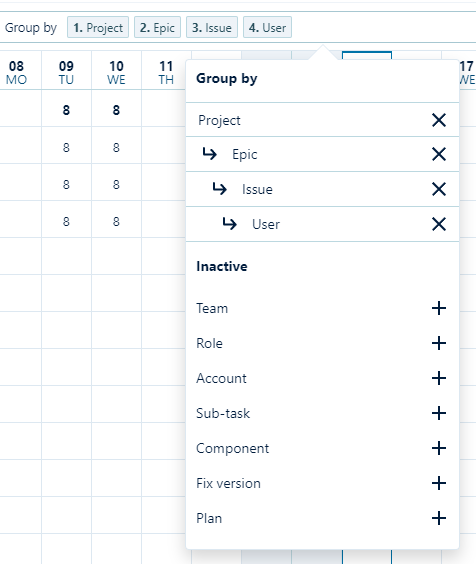 Group by 1. Project 2. Epic 3. Issue 4. User
08 09 10 11 17
MO TU WE TH WE
Group by
8 8
Project
8 8
Epic
8 8
Issue
8 8
User
Inactive
Team
Role
Account
Sub-task
Component
Fix version
Plan